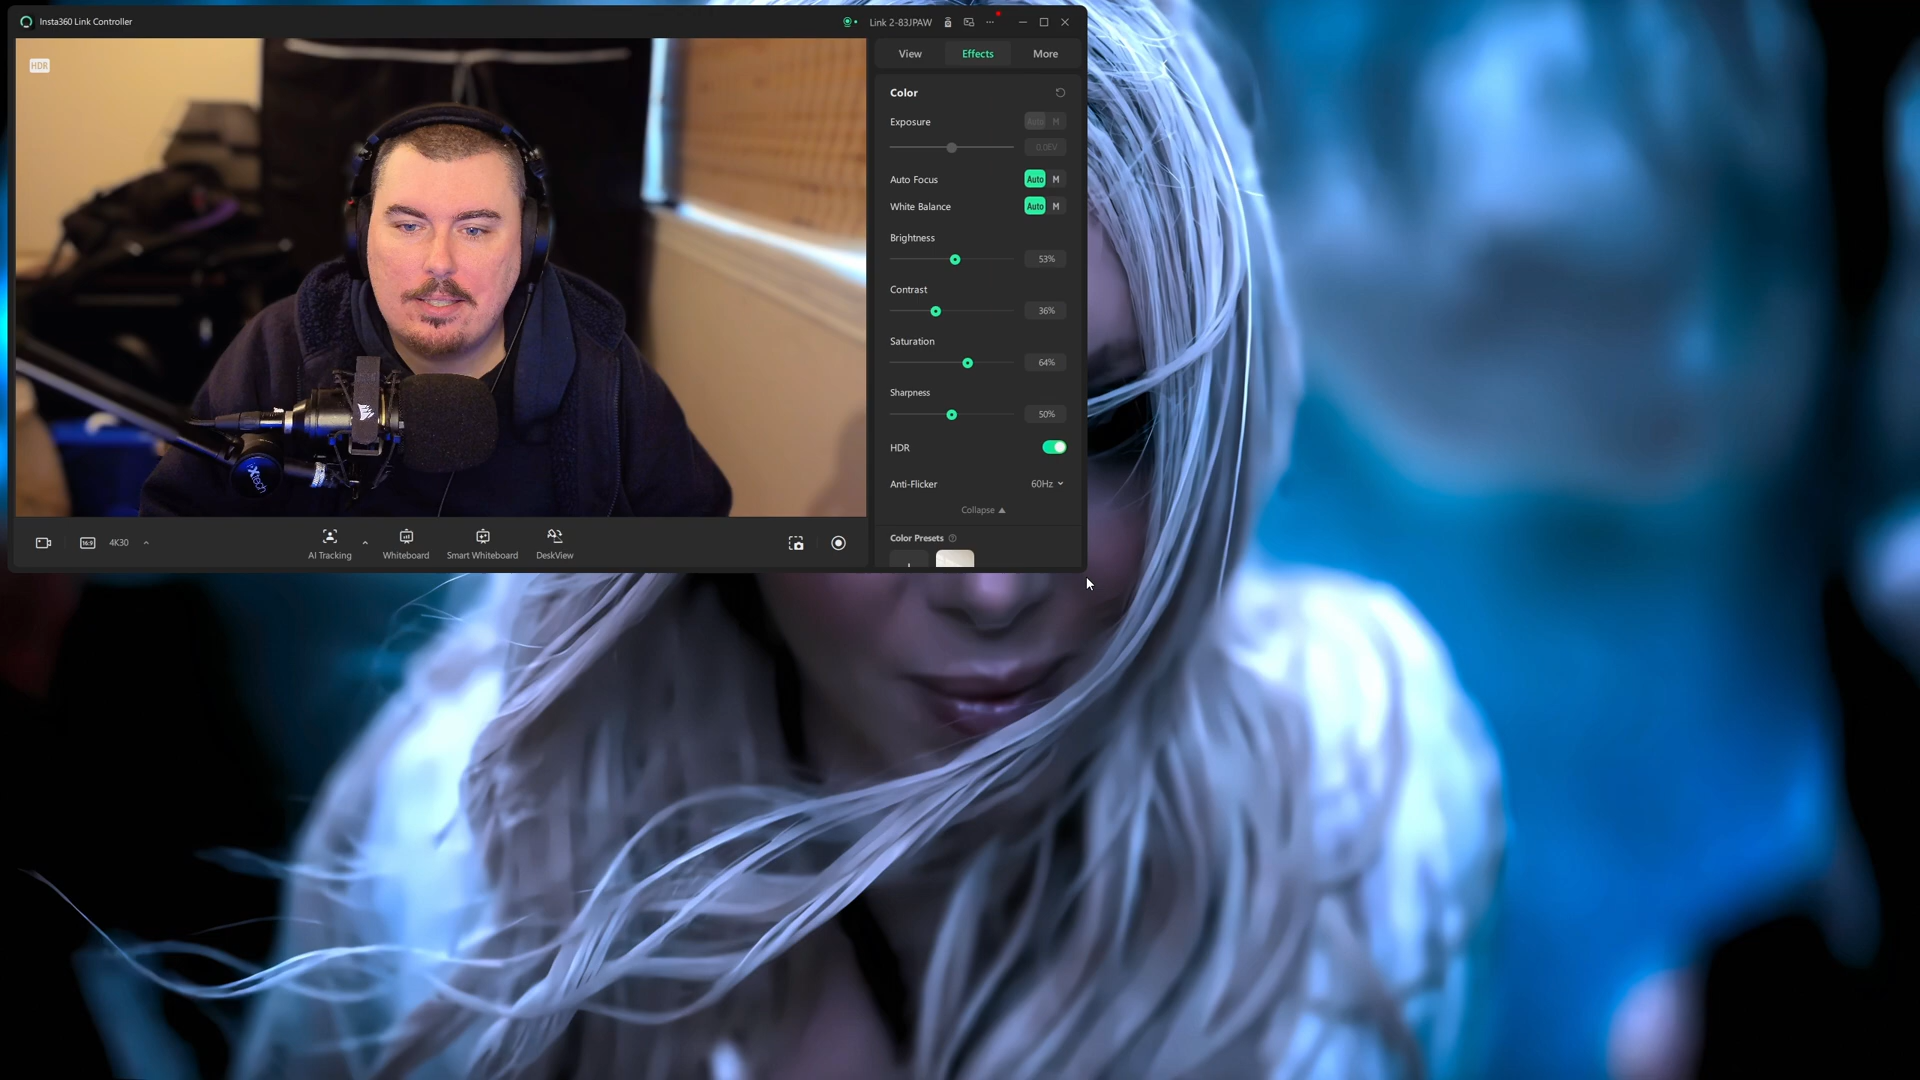 Insta360 Link Controller
Link 2-83JPAW
HDR
View
Effects
More
Color
Exposure
Auto M
0.0EV
Auto Focus
Auto M
White Balance
Auto M
Brightness
53%
Contrast
36%
Saturation
64%
Sharpness
50%
HDR
Anti-Flicker
60Hz
Collapse
Color Presets
16:9
4K30
AI Tracking
Whiteboard
Smart Whiteboard
DeskView